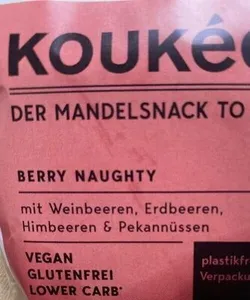 KOUKé
DER MANDELSNACK TO
BERRY NAUGHTY
mit Weinbeeren, Erdbeeren,
Himbeeren & Pekannüssen
VEGAN
GLUTENFREI
LOWER CARB*
plastikfr
Verpacku